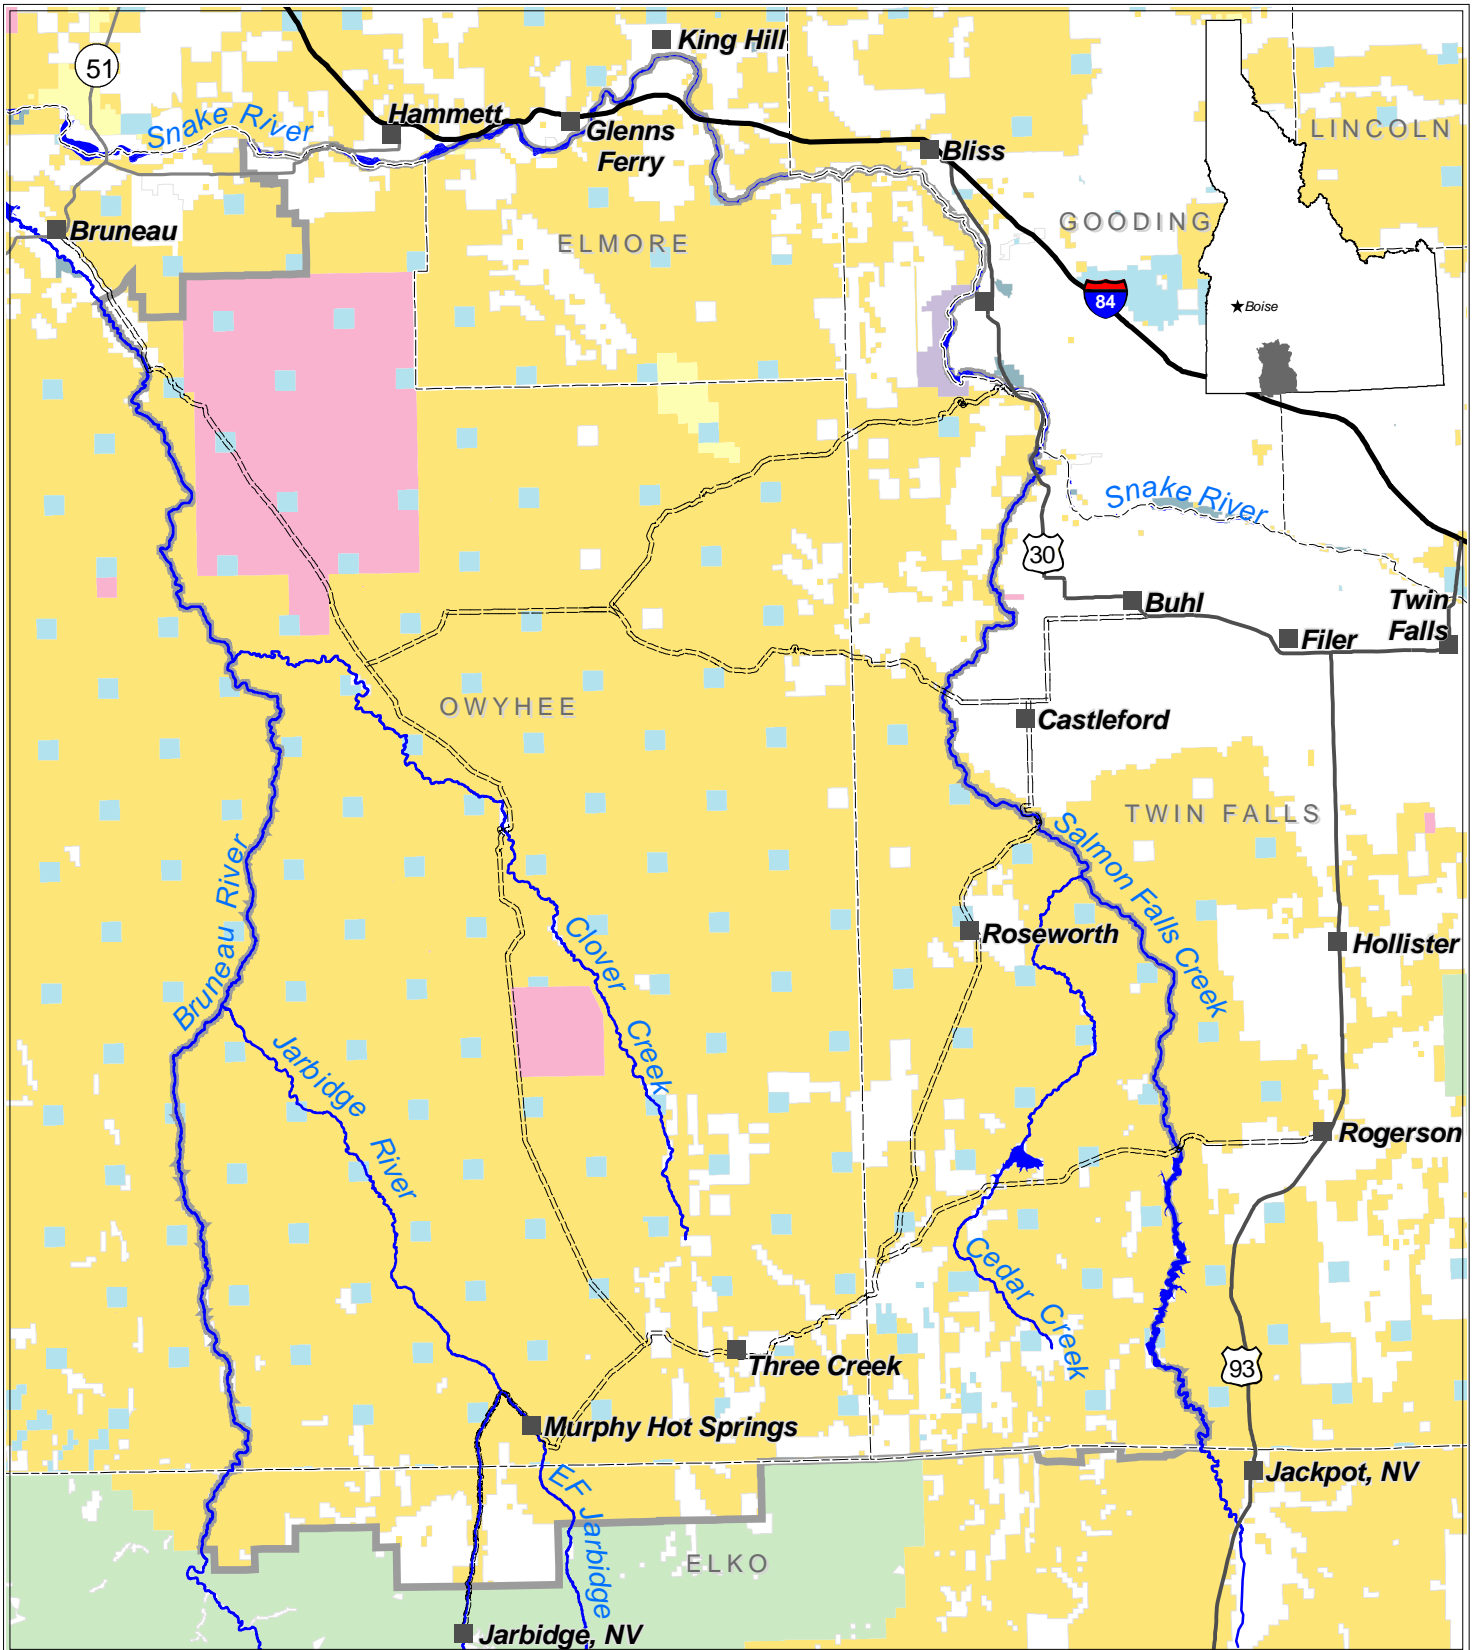 King Hill
51
Hammett
Snake River
Glenns
Ferry
LINCOLN
Bliss
GOODING
Bruneau
ELMORE
84
Boise
Snake River
30
Buhl
Twin
Falls
Filer
OWYHEE
Castleford
TWIN FALLS
Salmon Falls Creek
Bruneau River
Clover Creek
Roseworth
Hollister
Jarbidge River
Rogerson
Cedar Creek
Three Creek
93
Murphy Hot Springs
EF Jarbidge
Jackpot, NV
ELKO
Jarbidge, NV